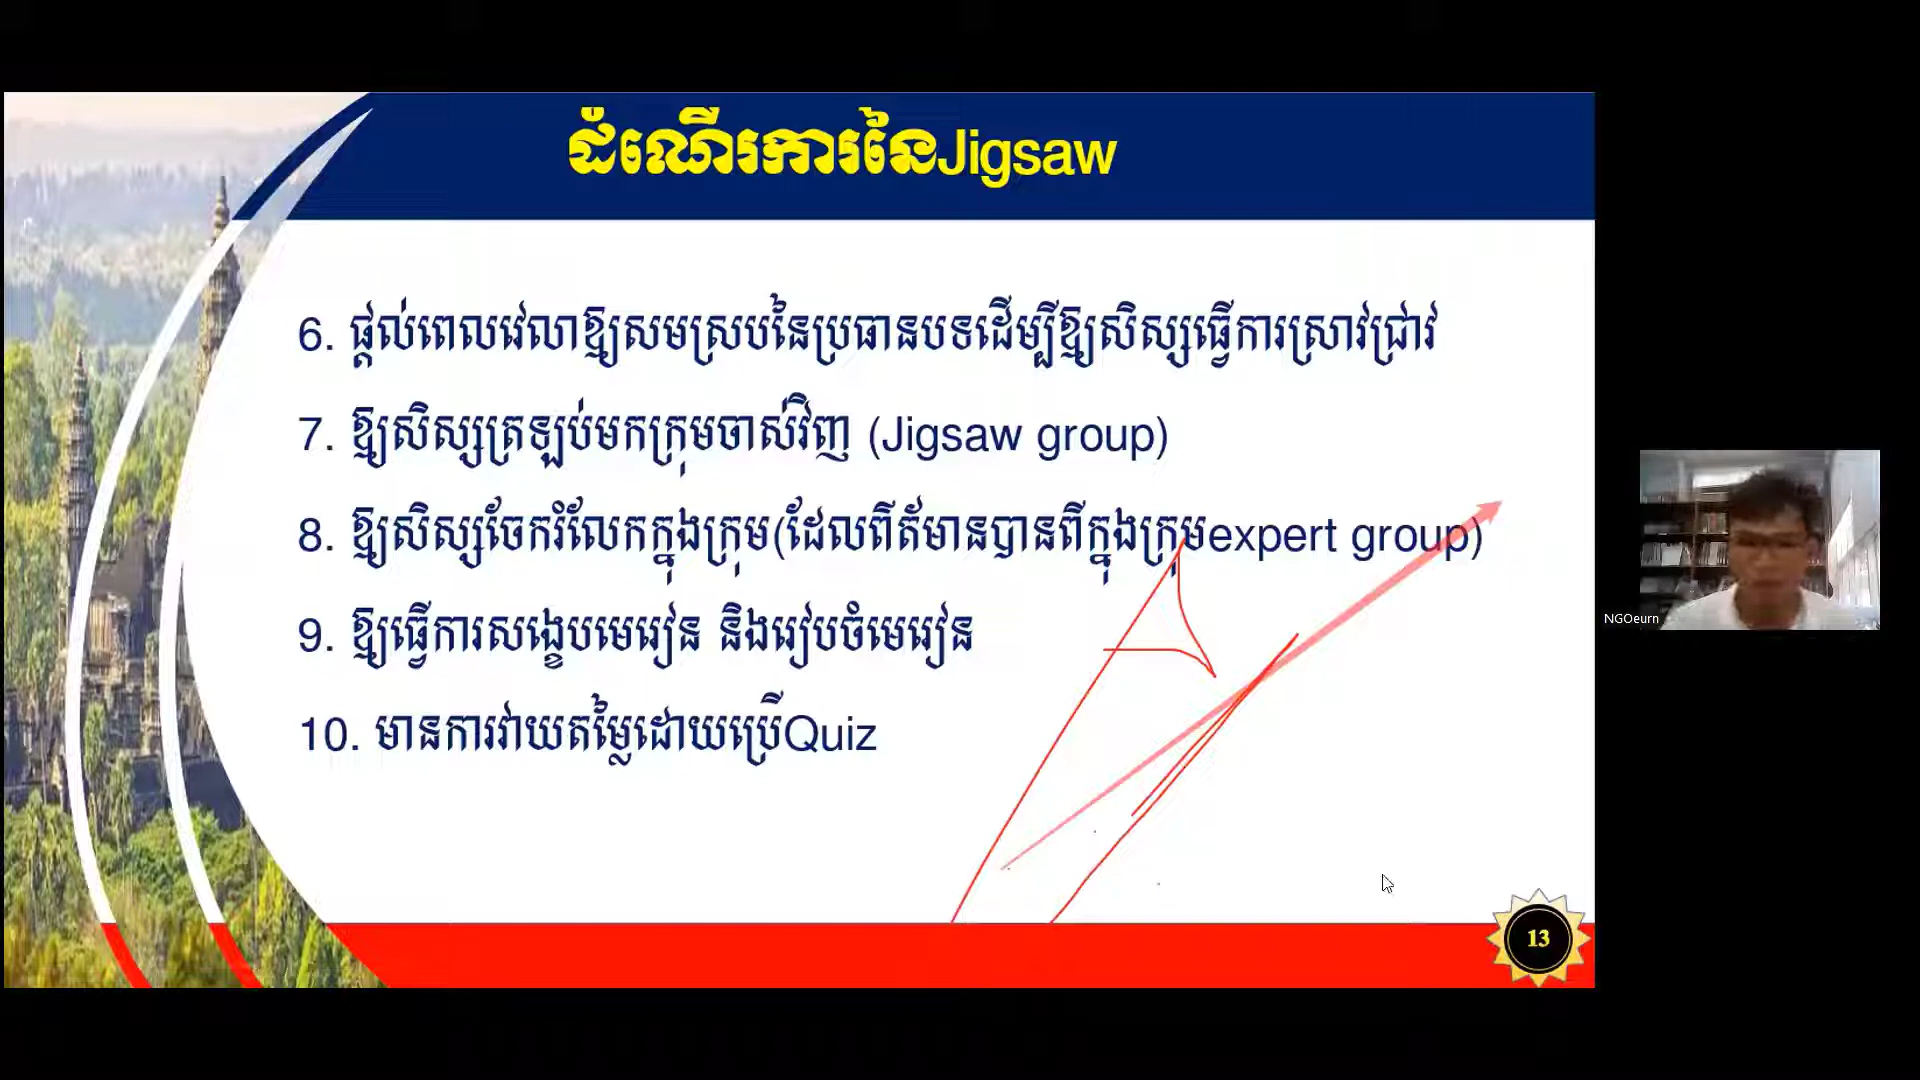 ដំណើរការនៃJigsaw
6. ផ្តល់ពេលវេលាឱ្យសមស្របនៃប្រធានបទដើម្បីឱ្យសិស្សធ្វើការស្រាវជ្រាវ
7. ឱ្យសិស្សត្រឡប់មកក្រុមចាស់វិញ (Jigsaw group)
8. ឱ្យសិស្សចែករំលែកក្នុងក្រុម(ដែលពីត័មានបានពីក្នុងក្រុមexpert group)
9. ឱ្យធ្វើការសង្ខេបមេរៀន និងរៀបចំមេរៀន
10. មានការវាយតម្លៃដោយប្រើQuiz
NGOeurn
13